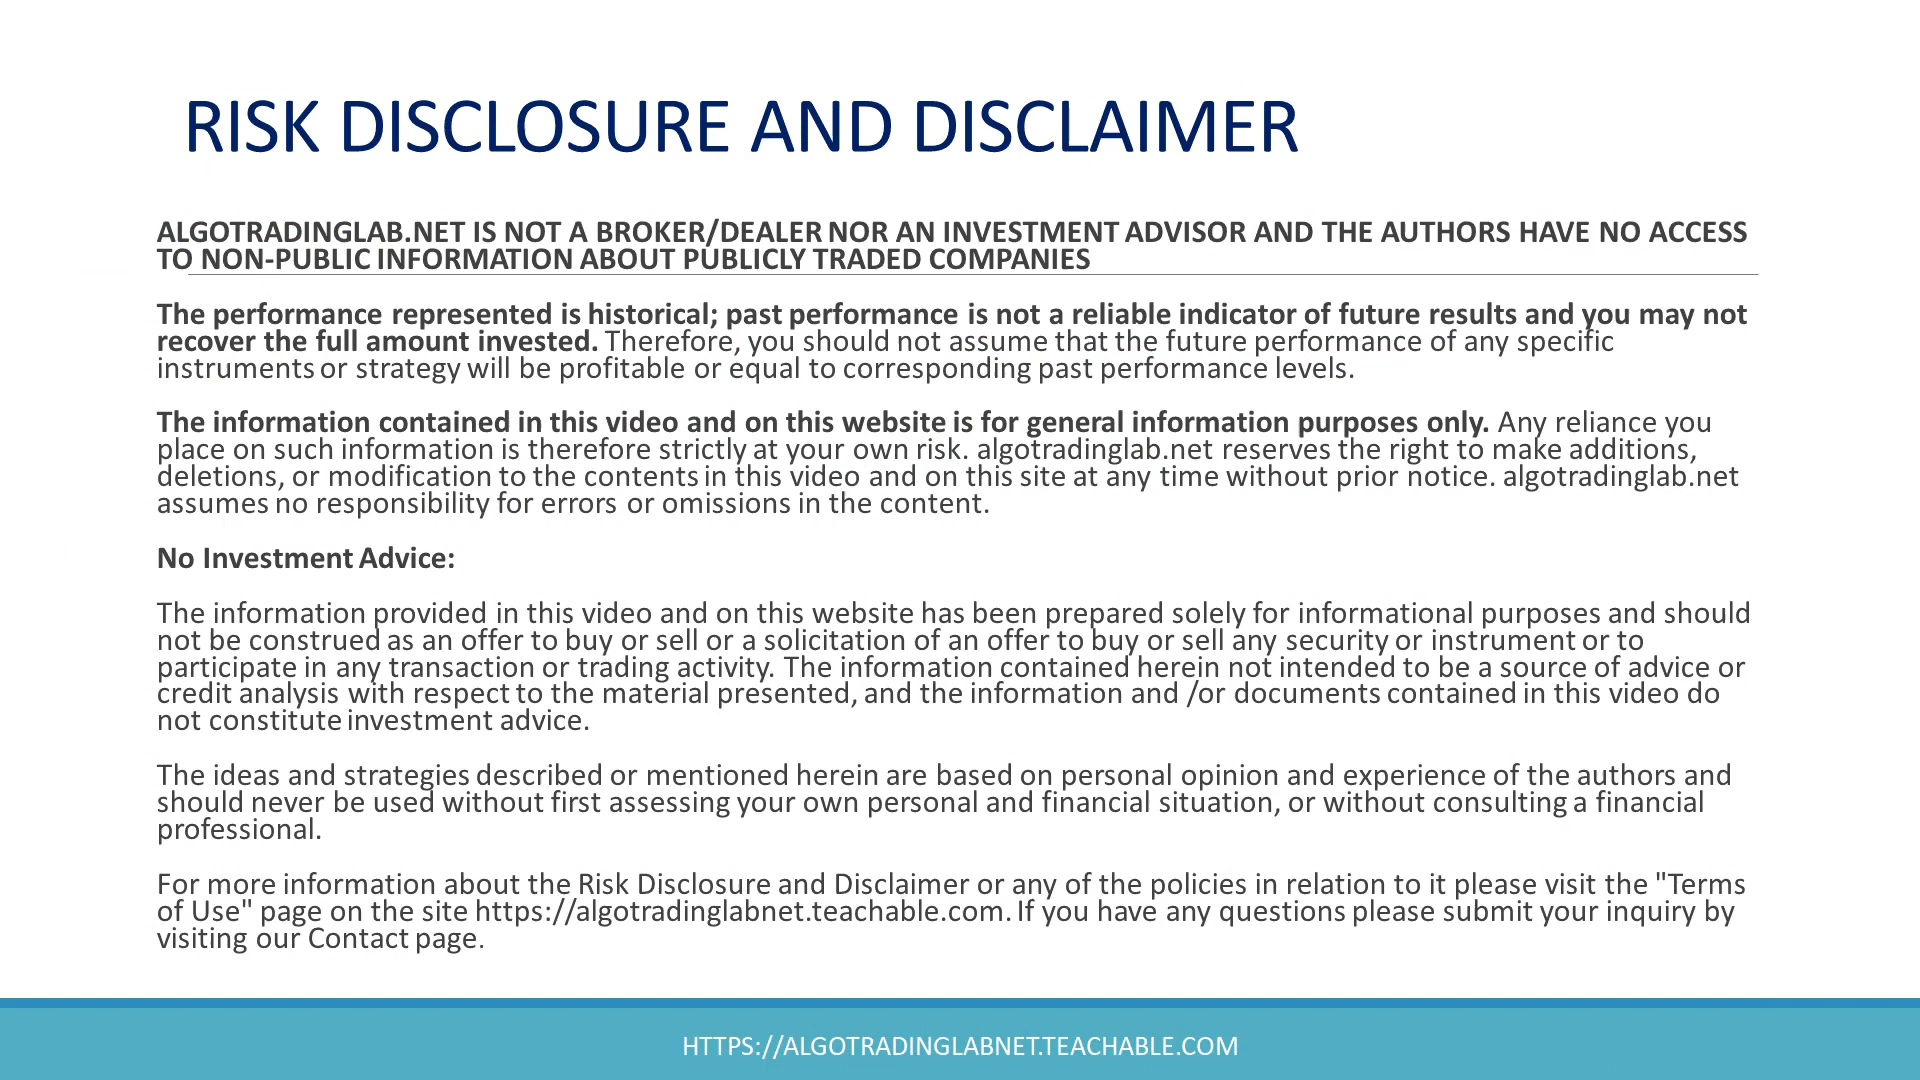 RISK DISCLOSURE AND DISCLAIMER
ALGOTRADINGLAB.NET IS NOT A BROKER/DEALER NOR AN INVESTMENT ADVISOR AND THE AUTHORS HAVE NO ACCESS
TO NON-PUBLIC INFORMATION ABOUT PUBLICLY TRADED COMPANIES
The performance represented is historical; past performance is not a reliable indicator of future results and you may not
recover the full amount invested. Therefore, you should not assume that the future performance of any specific
instruments or strategy will be profitable or equal to corresponding past performance levels.
The information contained in this video and on this website is for general information purposes only. Any reliance you
place on such information is therefore strictly at your own risk. algotradinglab.net reserves the right to make additions,
deletions, or modification to the contents in this video and on this site at any time without prior notice. algotradinglab.net
assumes no responsibility for errors or omissions in the content.
No Investment Advice:
The information provided in this video and on this website has been prepared solely for informational purposes and should
not be construed as an offer to buy or sell or a solicitation of an offer to buy or sell any security or instrument or to
participate in any transaction or trading activity. The information contained herein not intended to be a source of advice or
credit analysis with respect to the material presented, and the information and /or documents contained in this video do
not constitute investment advice.
The ideas and strategies described or mentioned herein are based on personal opinion and experience of the authors and
should never be used without first assessing your own personal and financial situation, or without consulting a financial
professional.
For more information about the Risk Disclosure and Disclaimer or any of the policies in relation to it please visit the "Terms
of Use" page on the site https://algotradinglabnet.teachable.com. If you have any questions please submit your inquiry by
visiting our Contact page.
HTTPS://ALGOTRADINGLABNET.TEACHABLE.COM